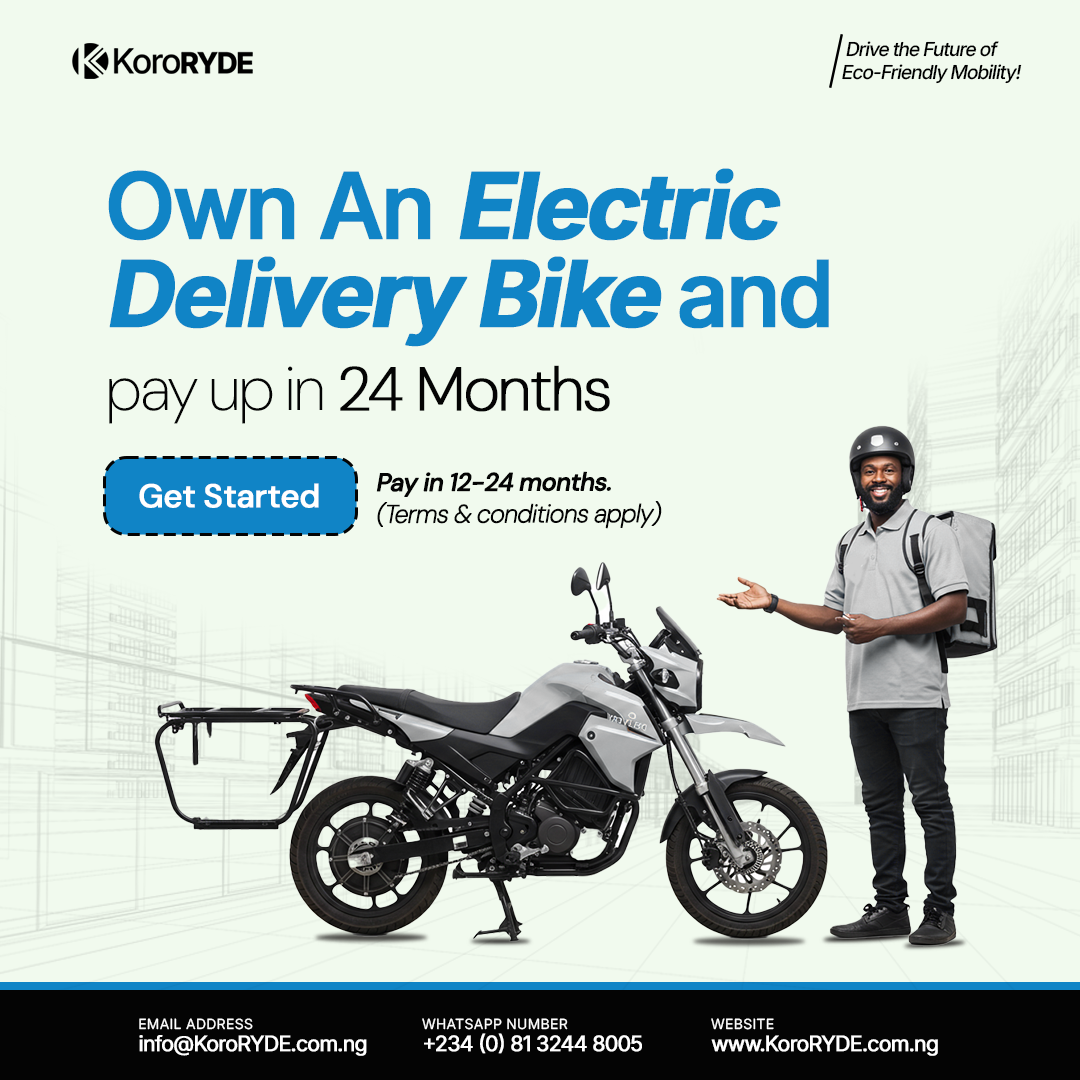 KoroRYDE
Drive the Future of
Eco-Friendly Mobility!
Own An Electric
Delivery Bike and
pay up in 24 Months
Get Started
Pay in 12-24 months.
(Terms & conditions apply)
EMAIL ADDRESS
info@KoroRYDE.com.ng
WHATSAPP NUMBER
+234 (0) 81 3244 8005
WEBSITE
www.KoroRYDE.com.ng